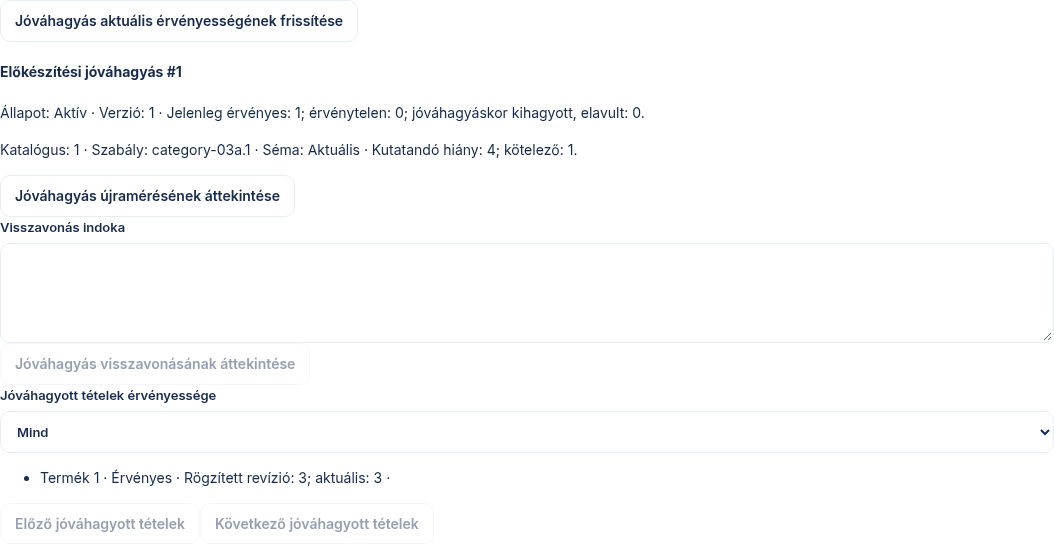 Jóváhagyás aktuális érvényességének frissítése
Előkészítési jóváhagyás #1
Állapot: Aktív · Verzió: 1 · Jelenleg érvényes: 1; érvénytelen: 0; jóváhagyáskor kihagyott, elavult: 0.
Katalógus: 1 · Szabály: category-03a.1 · Séma: Aktuális · Kutatandó hiány: 4; kötelező: 1.
Jóváhagyás újramérésének áttekintése
Visszavonás indoka
Jóváhagyás visszavonásának áttekintése
Jóváhagyott tételek érvényessége
Mind
• Termék 1 · Érvényes · Rögzített revízió: 3; aktuális: 3 ·
Előző jóváhagyott tételek Következő jóváhagyott tételek